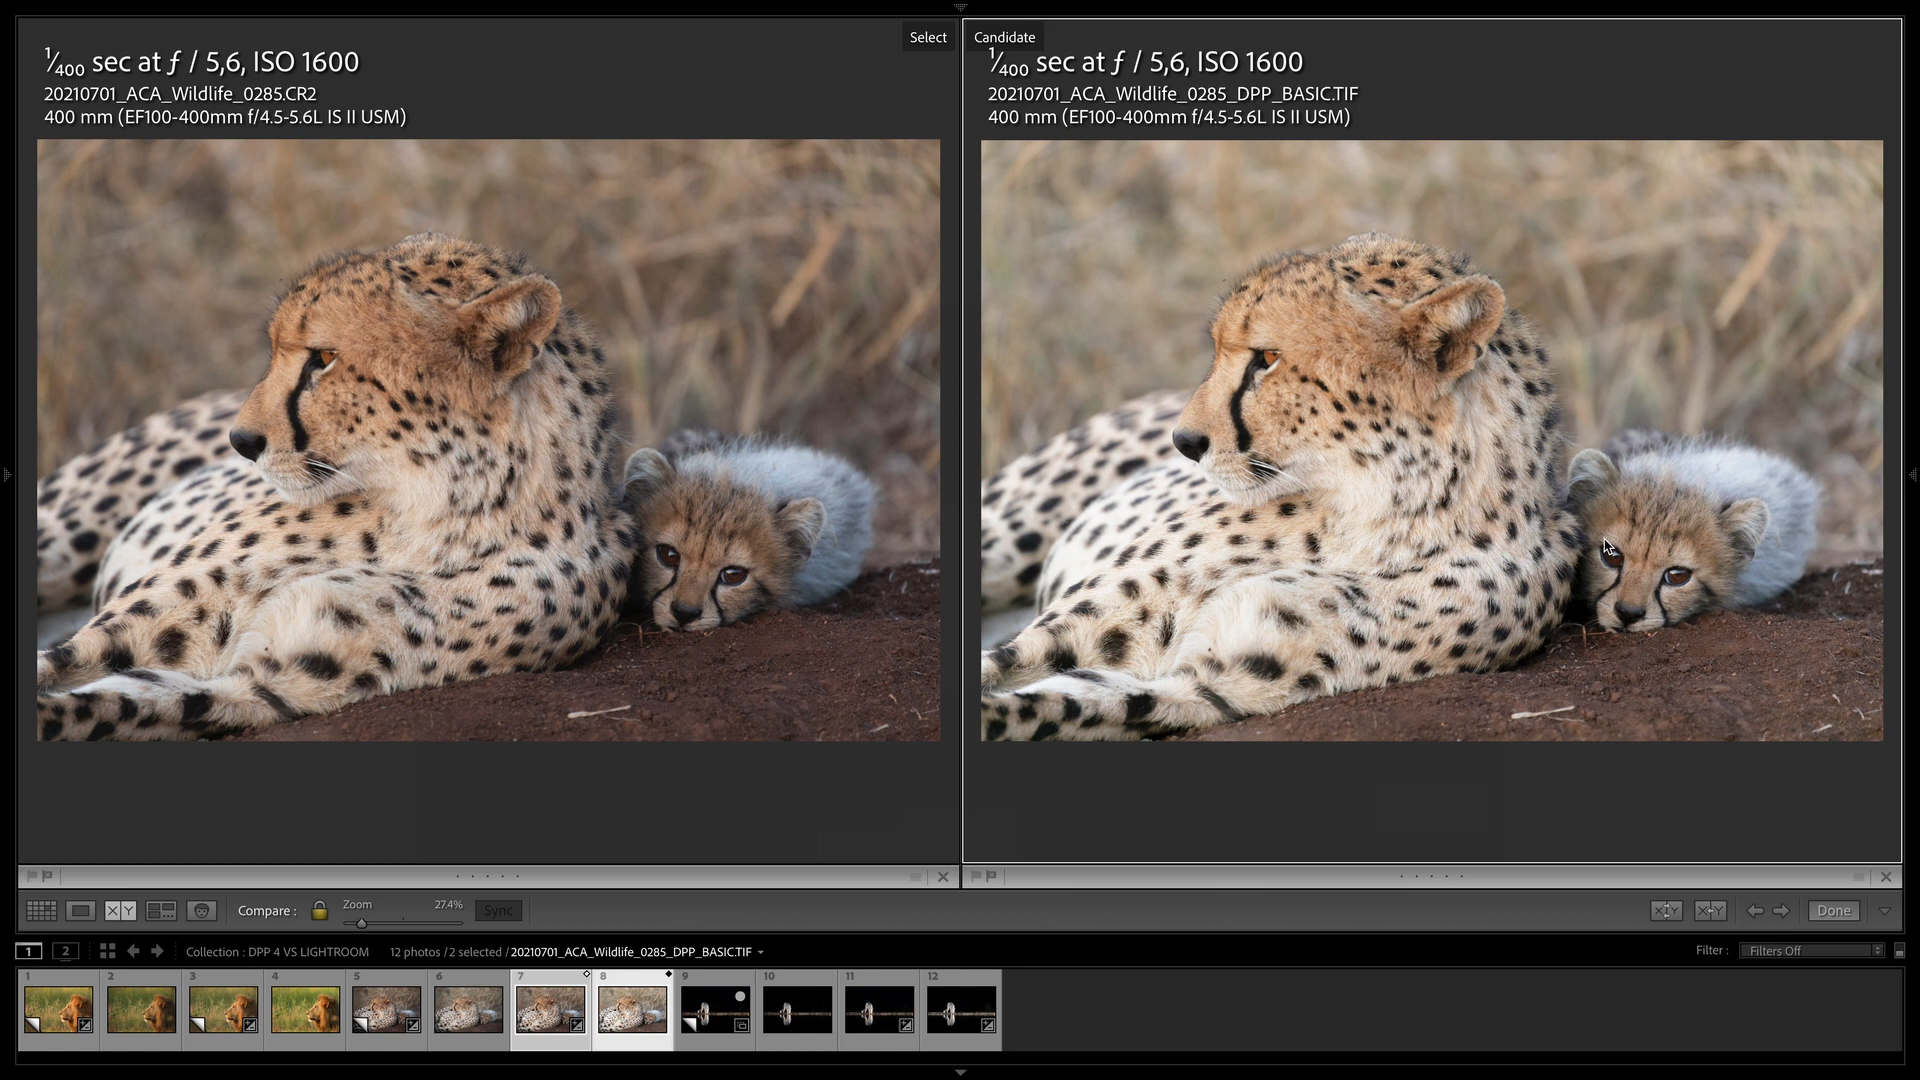 Select
1/400 sec at ƒ / 5,6, ISO 1600
20210701_ACA_Wildlife_0285.CR2
400 mm (EF100-400mm f/4.5-5.6L IS II USM)
Candidate
1/400 sec at ƒ / 5,6, ISO 1600
20210701_ACA_Wildlife_0285_DPP_BASIC.TIF
400 mm (EF100-400mm f/4.5-5.6L IS II USM)
X Y Compare : Zoom 27.4% Sync
X Y X Y Done
1 2 Collection : DPP 4 VS LIGHTROOM 12 photos / 2 selected / 20210701_ACA_Wildlife_0285_DPP_BASIC.TIF Filter : Filters Off
1 2 3 4 5 6 7 8 9 10 11 12